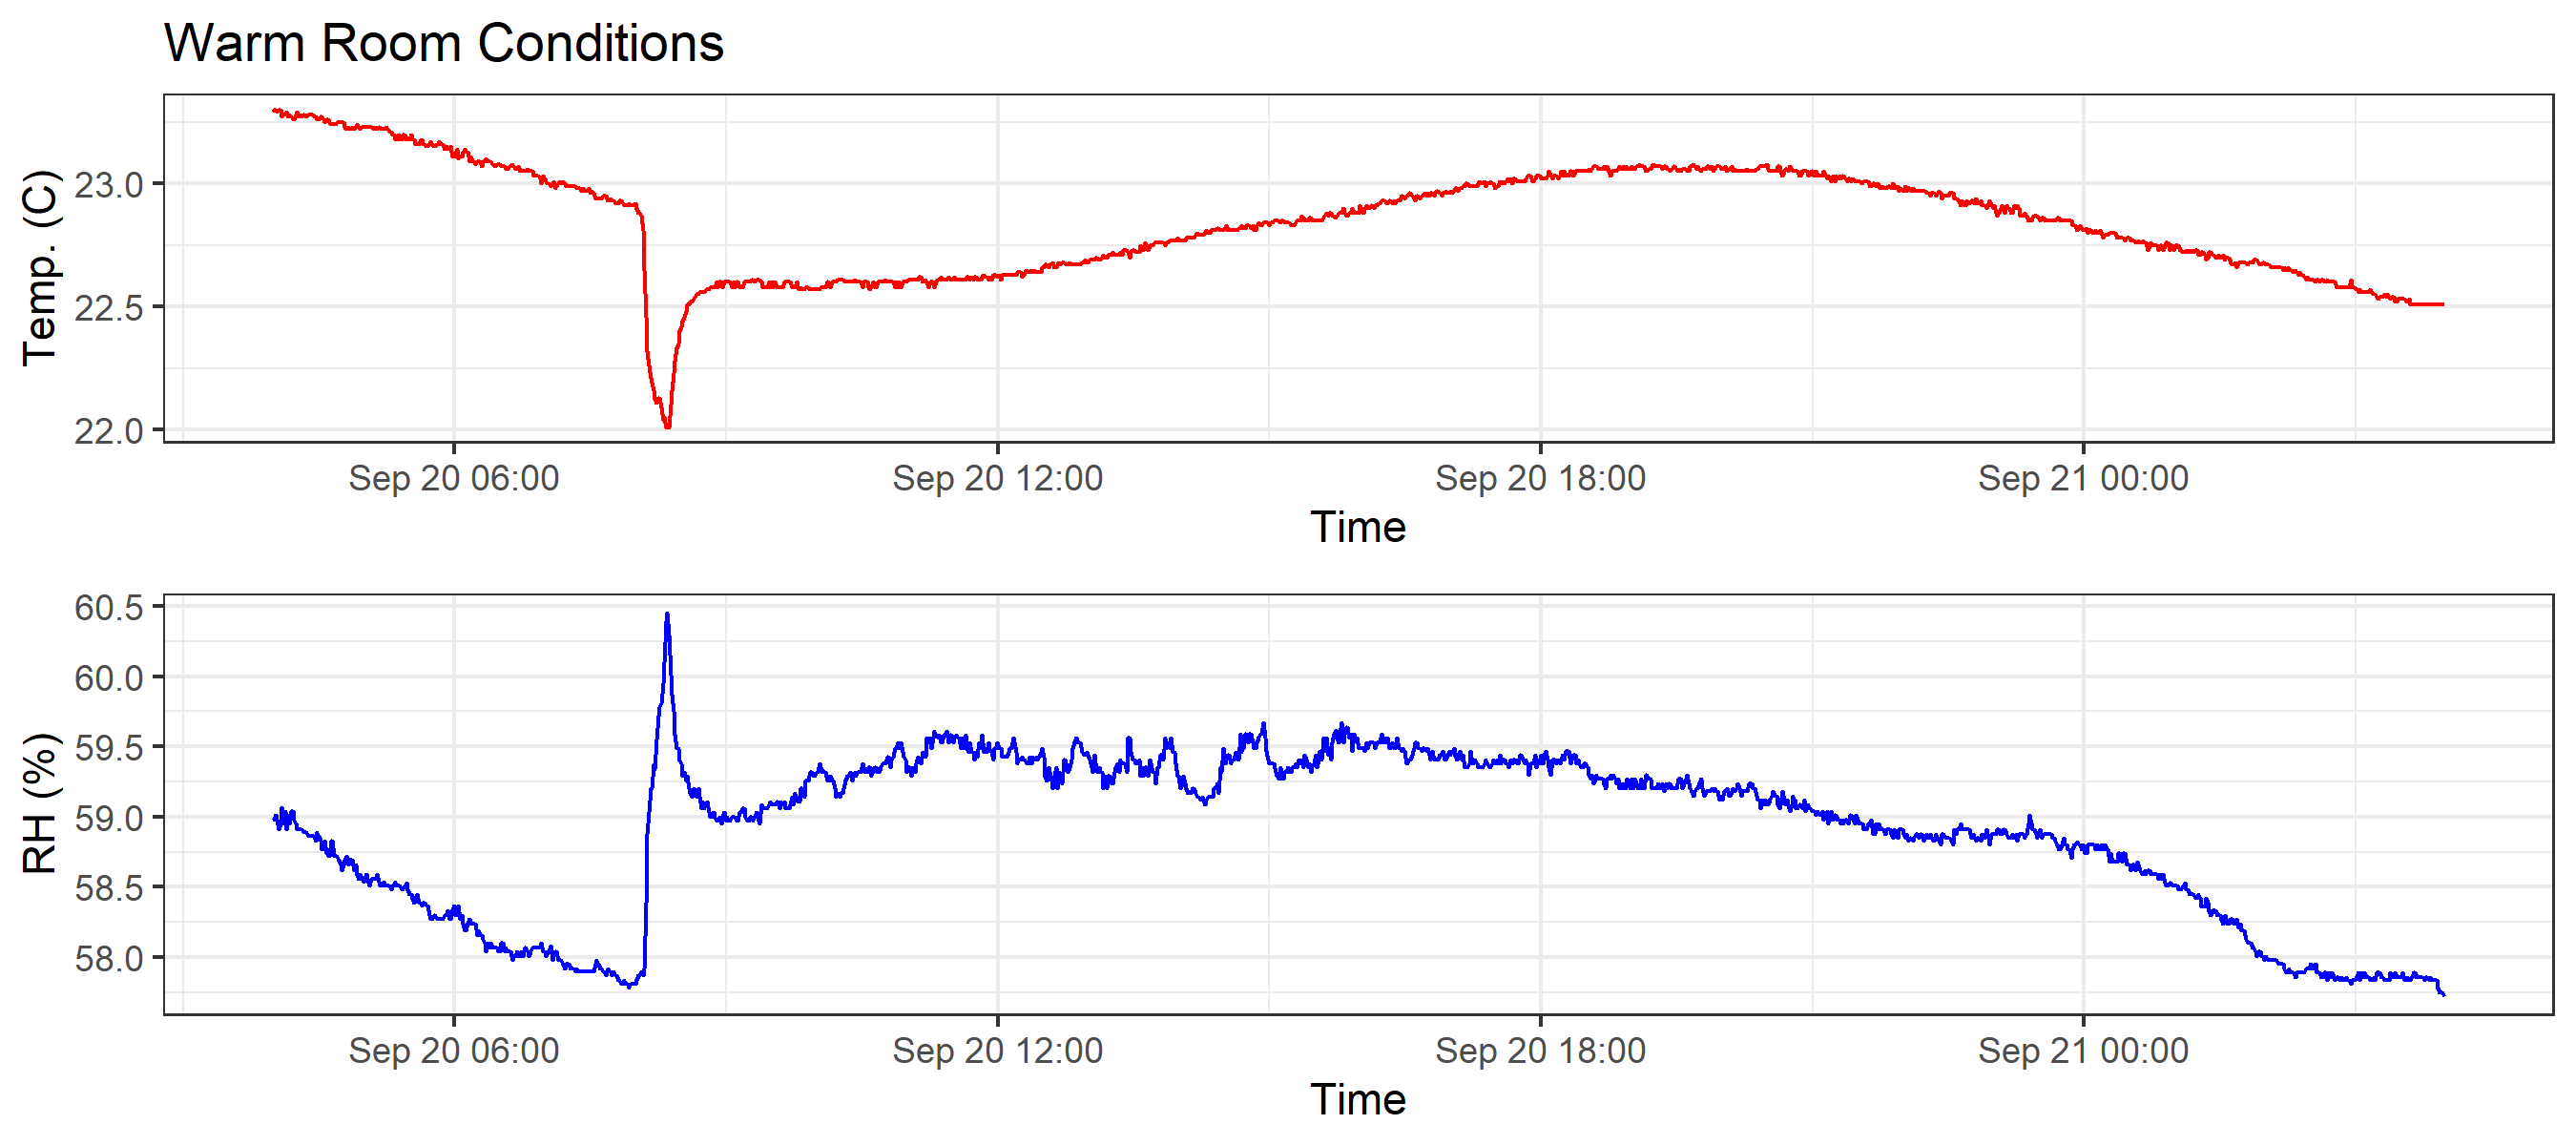 Warm Room Conditions
Temp. (C)
23.0
22.5
22.0
Sep 20 06:00 Sep 20 12:00 Sep 20 18:00 Sep 21 00:00
Time
RH (%)
60.5
60.0
59.5
59.0
58.5
58.0
Sep 20 06:00 Sep 20 12:00 Sep 20 18:00 Sep 21 00:00
Time